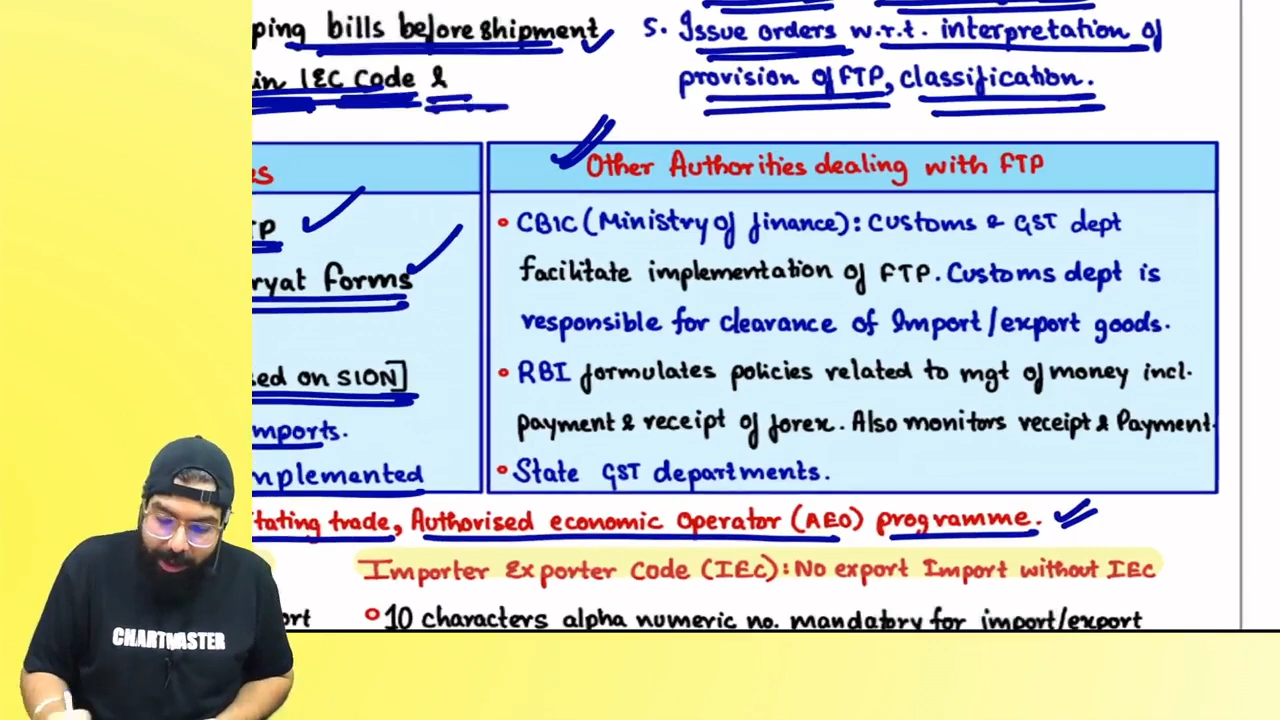 ping bills before shipment
in IEC Code &
5. Issue orders w.r.t. interpretation of
provision of FTP, classification.
es
TP
ryat forms
sed on SION]
mports.
mplemented
Other Authorities dealing with FTP
• CBIC (Ministry of finance): Customs & GST dept
facilitate implementation of FTP. Customs dept is
responsible for clearance of Import/export goods.
• RBI formulates policies related to mgt of money incl.
payment & receipt of forex. Also monitors receipt & Payment.
• State GST departments.
tating trade, Authorised economic Operator (AEO) programme.
Importer Exporter Code (IEC): No export Import without IEC
ort
• 10 characters alpha numeric no. mandatory for import/export
CHARTMASTER